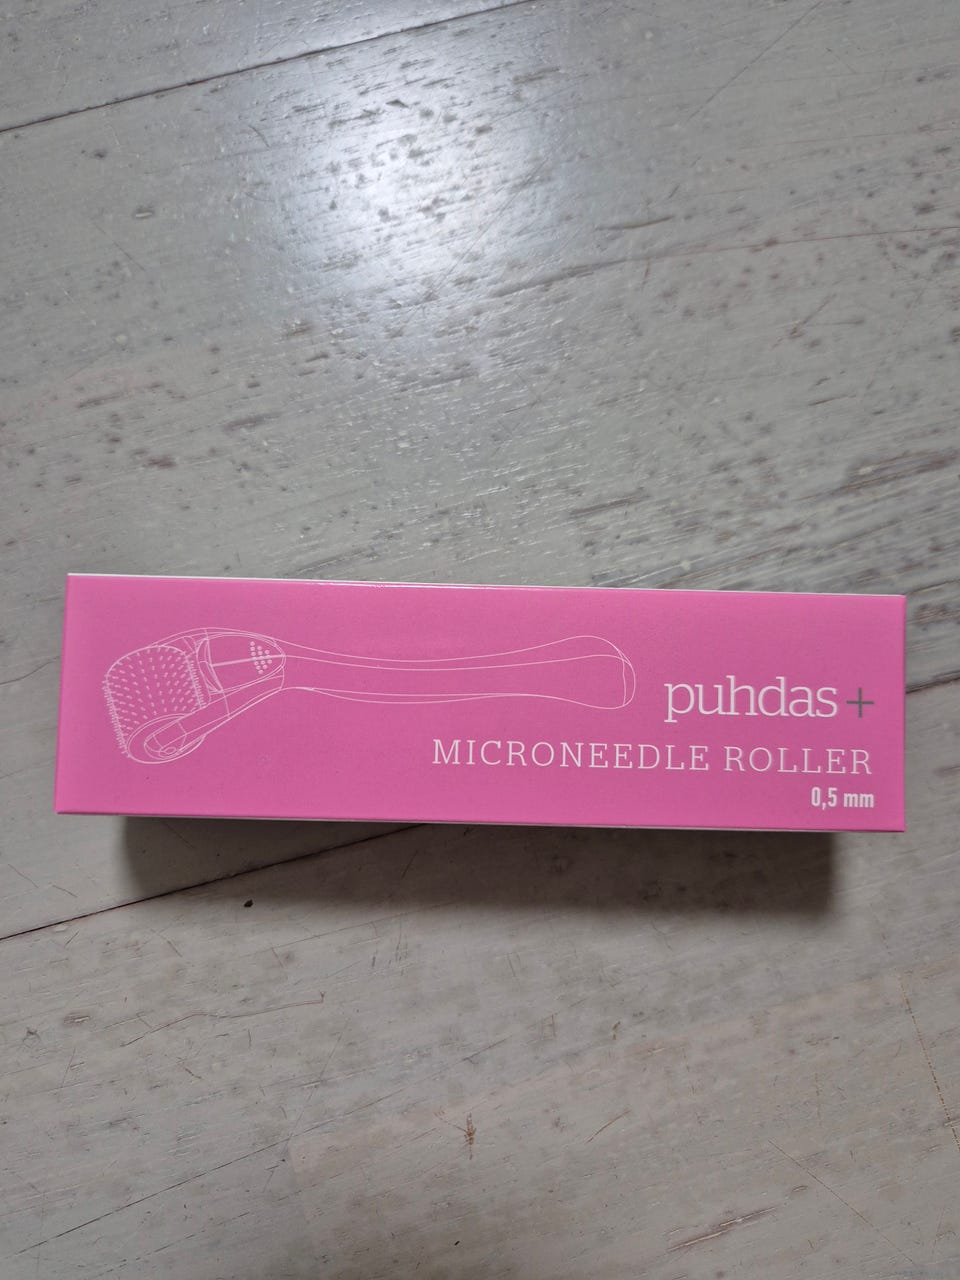 puhdas+
MICRONEEDLE ROLLER
0,5 mm